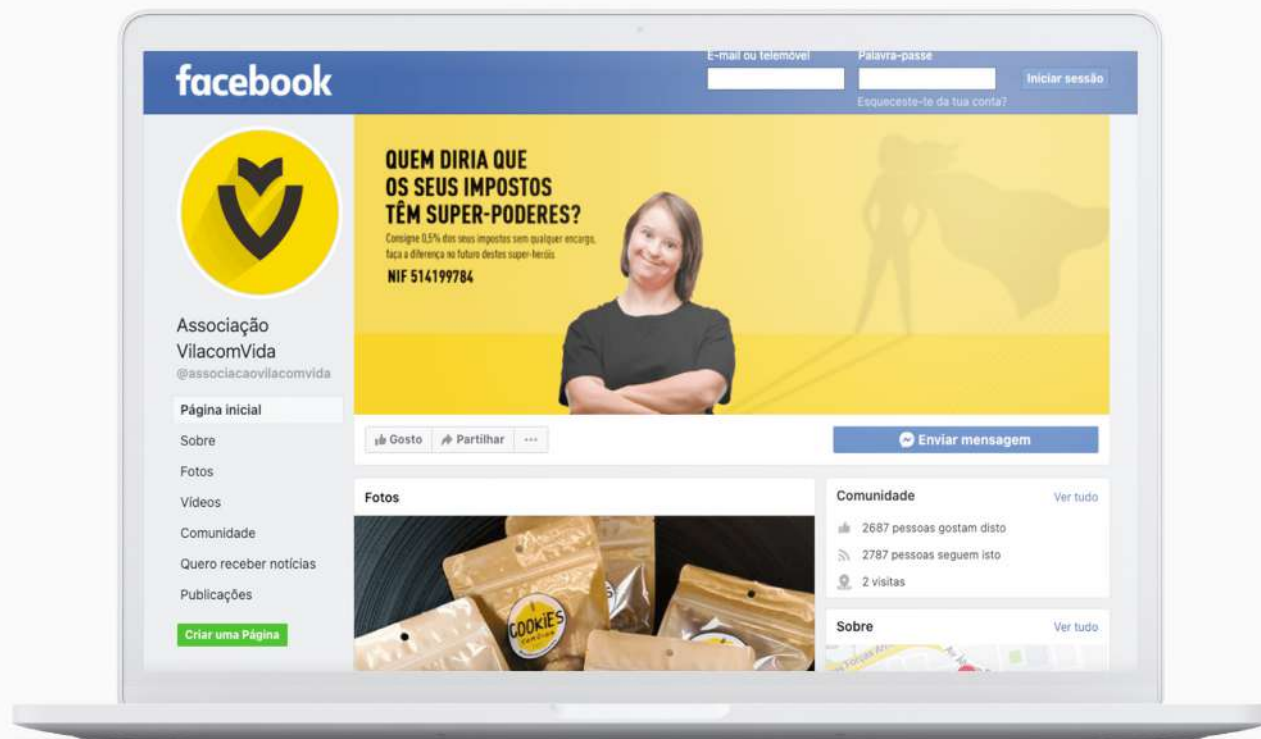 facebook
E-mail ou telemóvel
Palavra-passe
Iniciar sessão
Esqueceste-te da tua conta?
QUEM DIRIA QUE
OS SEUS IMPOSTOS
TÊM SUPER-PODERES?
Consigne 0,5% dos seus impostos sem qualquer encargo,
faça a diferença no futuro destes super-heróis
NIF 514199784
Associação
VilacomVida
@associacaovilacomvida
Página inicial
Sobre
Fotos
Vídeos
Comunidade
Quero receber notícias
Publicações
Criar uma Página
Gosto
Partilhar
Enviar mensagem
Fotos
COOKIES
Comunidade
Ver tudo
2687 pessoas gostam disto
2787 pessoas seguem isto
2 visitas
Sobre
Ver tudo